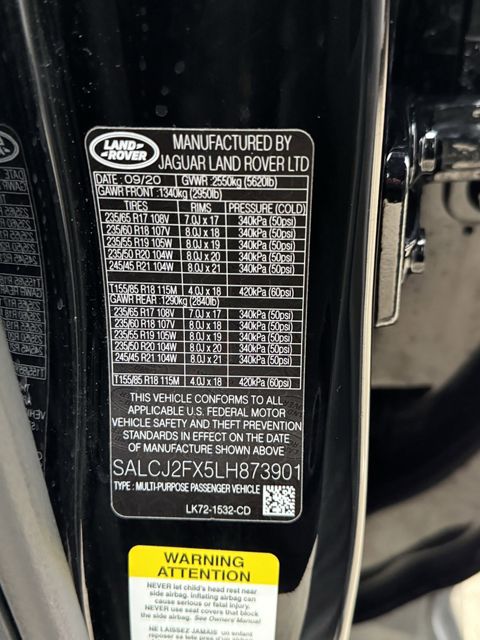 LAND ROVER
MANUFACTURED BY
JAGUAR LAND ROVER LTD
DATE : 09/20 GVWR :2550kg (5620lb)
GAWR FRONT : 1340kg (2950lb)
TIRES RIMS PRESSURE (COLD)
235/65 R17 108V 7.0J x 17 340kPa (50psi)
235/60 R18 107V 8.0J x 18 340kPa (50psi)
235/55 R19 105W 8.0J x 19 340kPa (50psi)
235/50 R20 104W 8.0J x 20 340kPa (50psi)
245/45 R21 104W 8.0J x 21 340kPa (50psi)
T155/85 R18 115M 4.0J x 18 420kPa (60psi)
GAWR REAR : 1290kg (2840lb)
235/65 R17 108V 7.0J x 17 340kPa (50psi)
235/60 R18 107V 8.0J x 18 340kPa (50psi)
235/55 R19 105W 8.0J x 19 340kPa (50psi)
235/50 R20 104W 8.0J x 20 340kPa (50psi)
245/45 R21 104W 8.0J x 21 340kPa (50psi)
T155/85 R18 115M 4.0J x 18 420kPa (60psi)
THIS VEHICLE CONFORMS TO ALL
APPLICABLE U.S. FEDERAL MOTOR
VEHICLE SAFETY AND THEFT PREVENTION
STANDARDS IN EFFECT ON THE DATE
OF MANUFACTURE SHOWN ABOVE
SALCJ2FX5LH873901
TYPE : MULTI-PURPOSE PASSENGER VEHICLE
LK72-1532-CD
WARNING
ATTENTION
NEVER let child's head rest near
side airbag. inflating airbag can
cause serious or fatal injury.
NEVER use seat covers that block
the side airbag. See Owners Manual
NE LAISSEZ JAMAIS un enfant